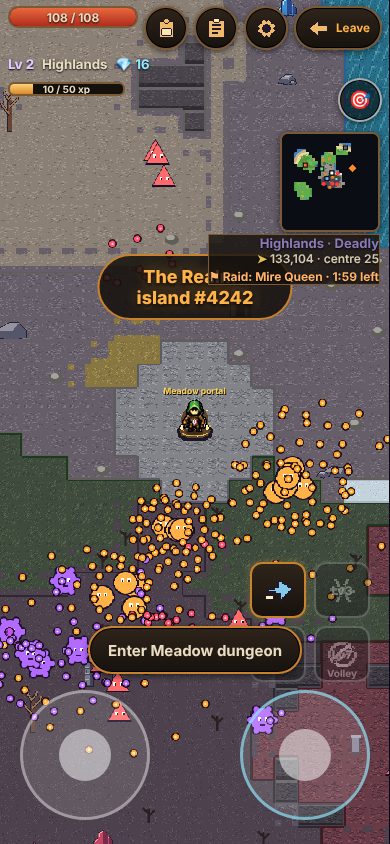 108 / 108
Leave
Lv 2 Highlands 16
10 / 50 xp
Highlands · Deadly
133,104 · centre 25
Raid: Mire Queen · 1:59 left
The Rea
island #4242
Meadow portal
Lv3
Enter Meadow dungeon
Volley